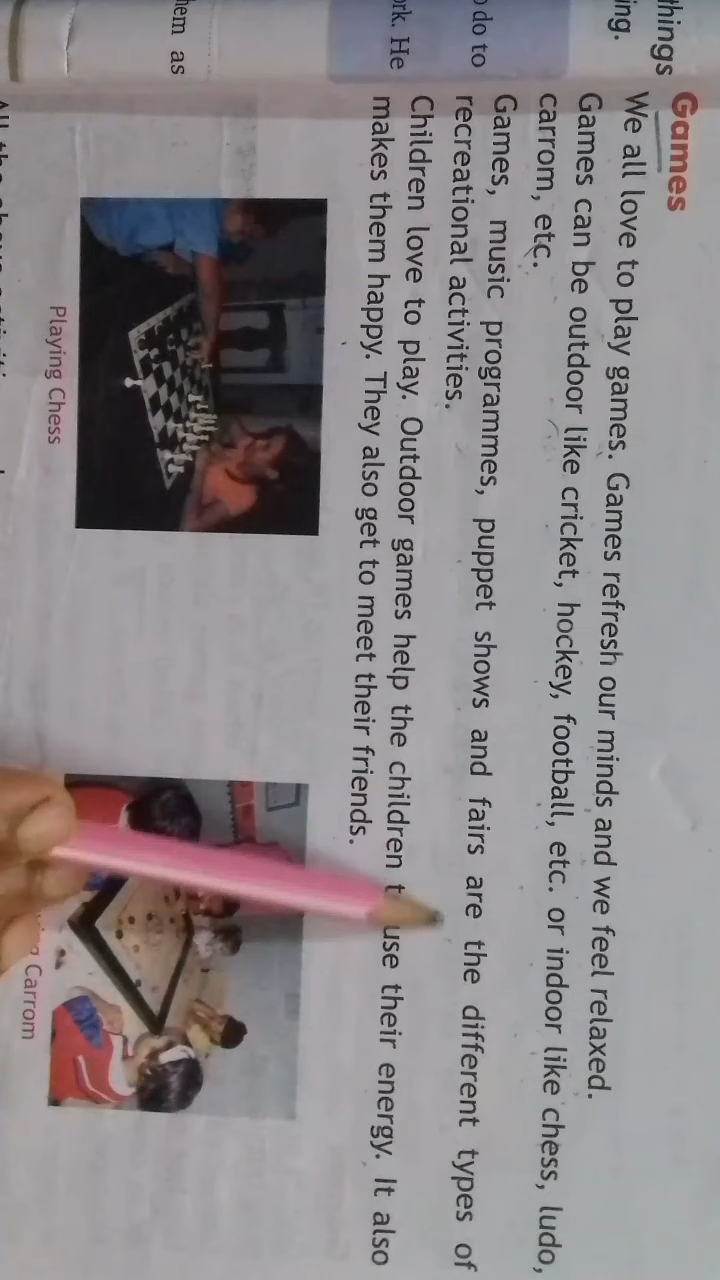 things
ing.
do to
ork. He
em as
Games
We all love to play games. Games refresh our minds and we feel relaxed.
Games can be outdoor like cricket, hockey, football, etc. or indoor like chess, ludo,
carrom, etc.
Games, music programmes, puppet shows and fairs are the different types of
recreational activities.
Children love to play. Outdoor games help the children use their energy. It also
makes them happy. They also get to meet their friends.
Playing Chess
Carrom